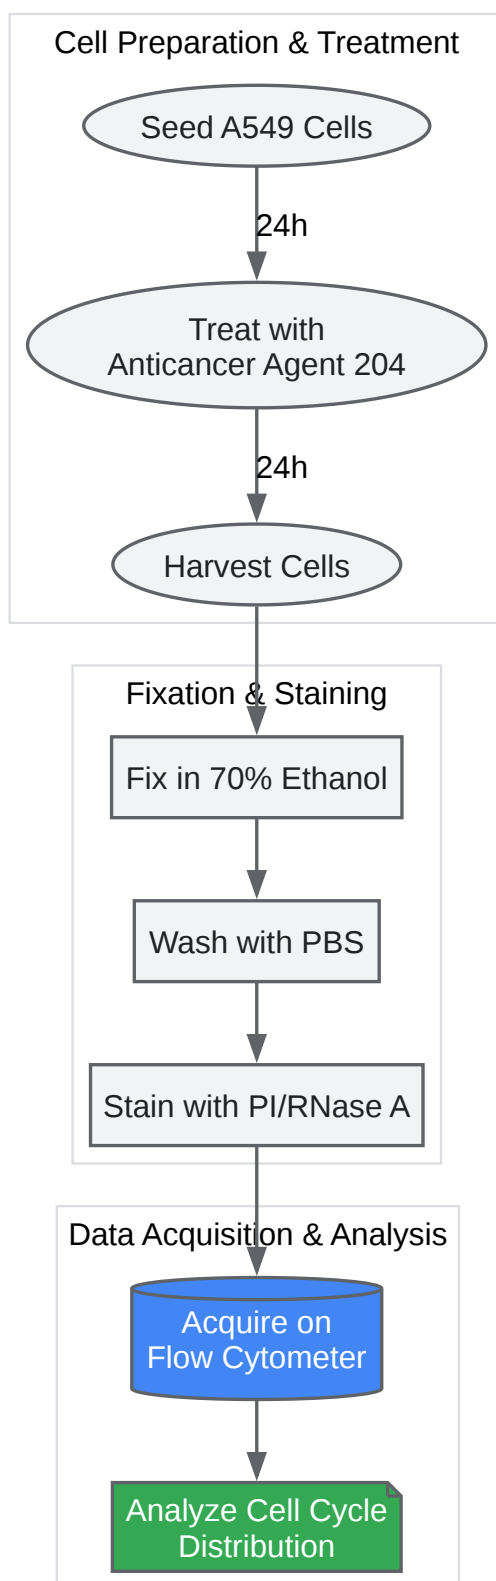 Cell Preparation & Treatment
Seed A549 Cells
24h
Treat with
Anticancer Agent 204
24h
Harvest Cells
Fixation & Staining
Fix in 70% Ethanol
Wash with PBS
Stain with PI/RNase A
Data Acquisition & Analysis
Acquire on
Flow Cytometer
Analyze Cell Cycle
Distribution